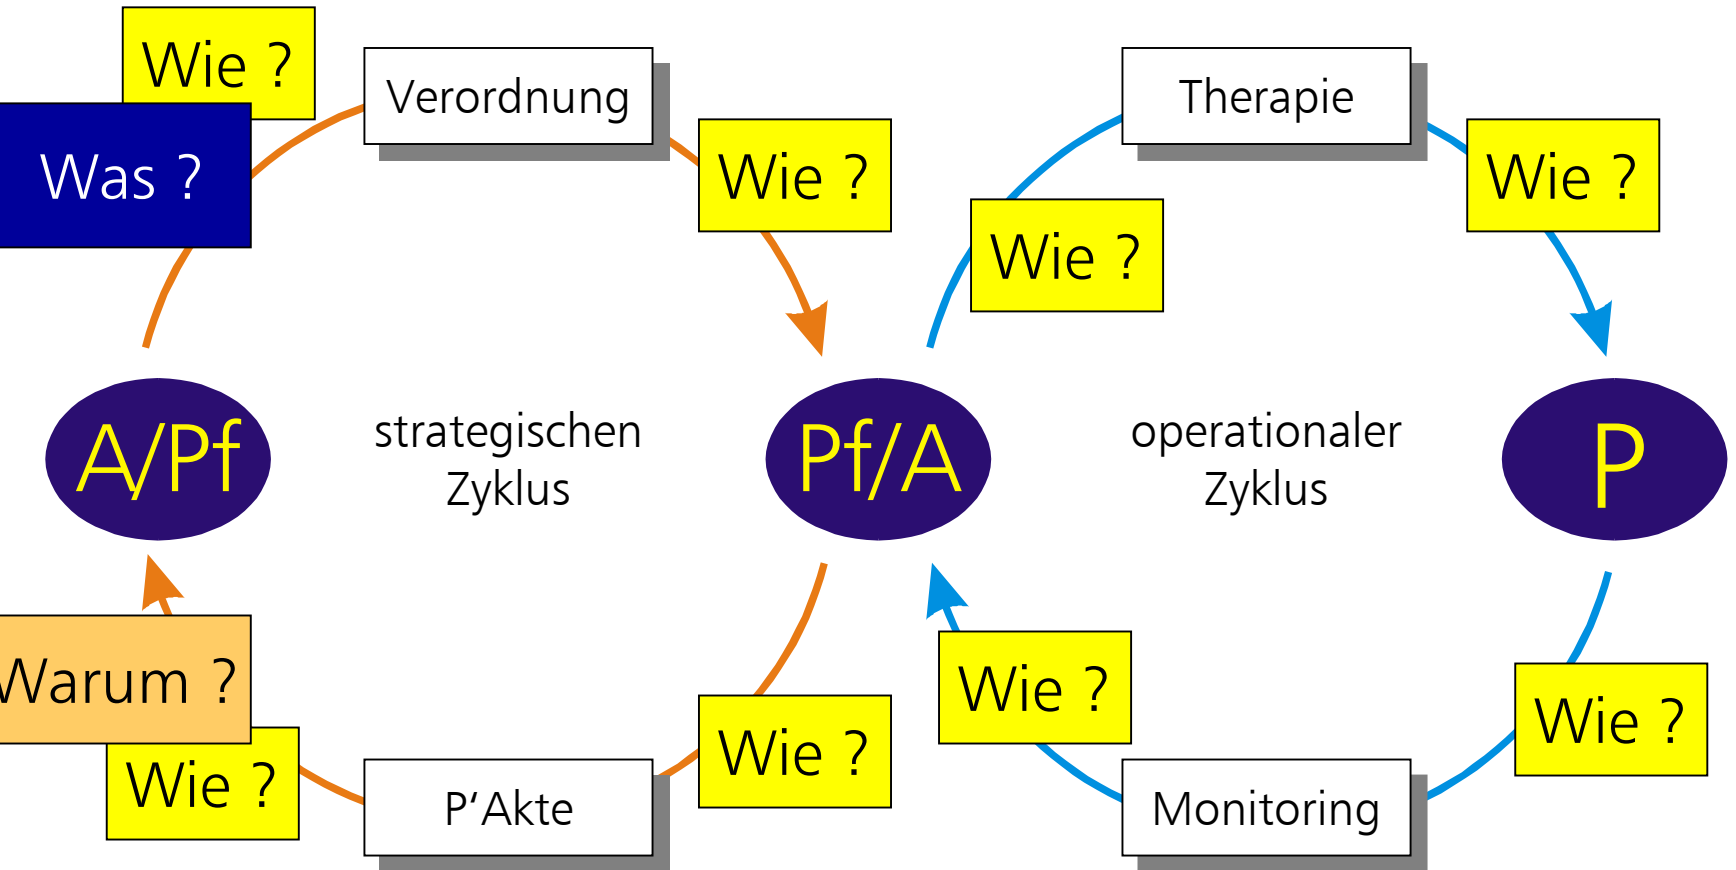 Wie ?
Verordnung
Therapie
Was ?
Wie ?
Wie ?
Wie ?
A/Pf
strategischen
Zyklus
Pf/A
operationaler
Zyklus
P
Warum ?
Wie ?
Wie ?
Wie ?
Wie ?
P‘Akte
Monitoring